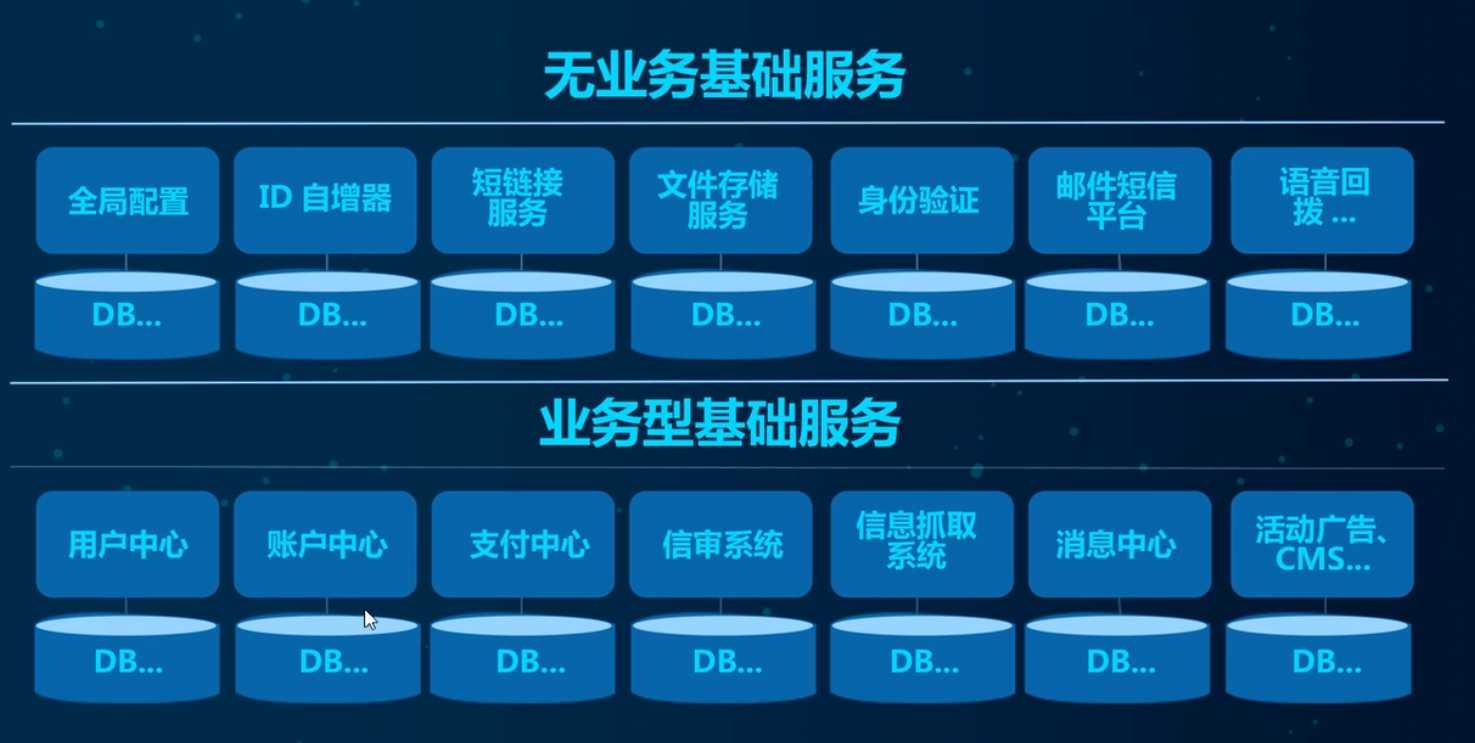 无业务基础服务
全局配置
ID 自增器
短链接
服务
文件存储
服务
身份验证
邮件短信
平台
语音回
拨 ...
DB...
DB...
DB...
DB...
DB...
DB...
DB...
业务型基础服务
用户中心
账户中心
支付中心
信审系统
信息抓取
系统
消息中心
活动广告、
CMS...
DB...
DB...
DB...
DB...
DB...
DB...
DB...